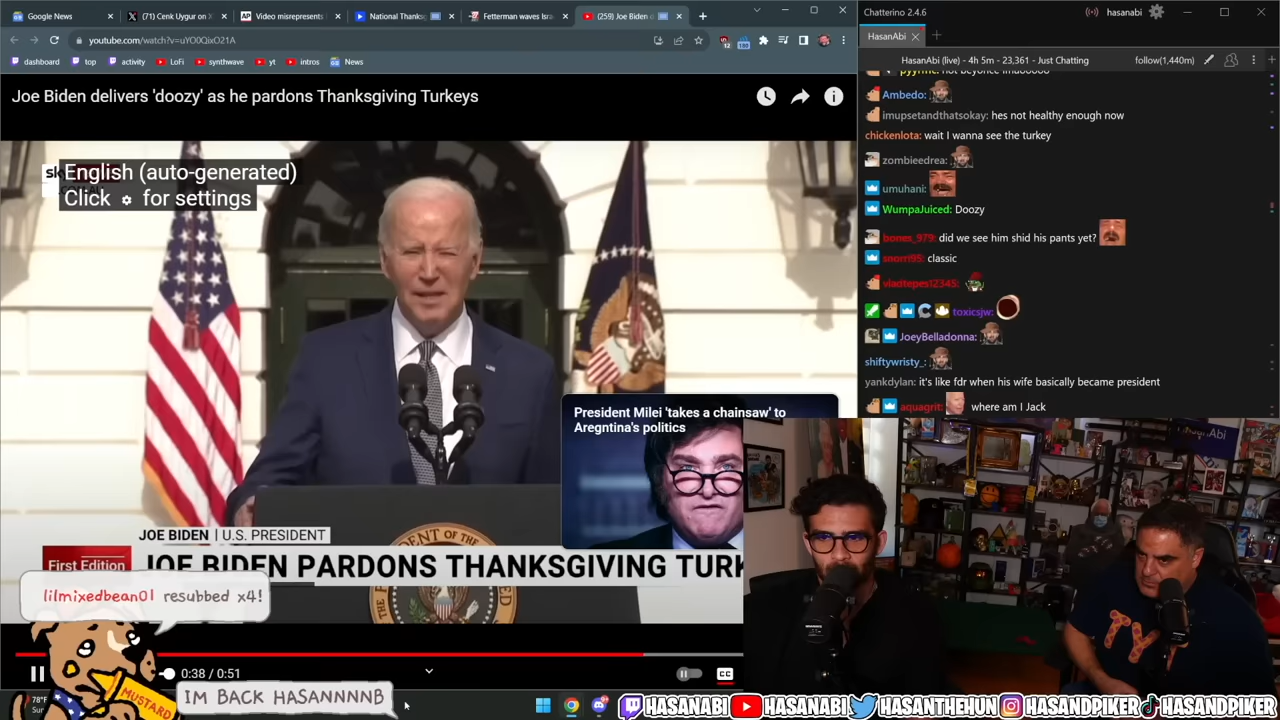 Google News
(71) Cenk Uygur on X
Video misrepresents
National Thanksg
Fetterman waves Isra
(259) Joe Biden d
youtube.com/watch?v=uYO0QixO21A
dashboard
top
activity
LoFi
synthwave
yt
intros
News
Joe Biden delivers 'doozy' as he pardons Thanksgiving Turkeys
English (auto-generated)
Click for settings
President Milei 'takes a chainsaw' to
Aregntina's politics
JOE BIDEN | U.S. PRESIDENT
First Edition
JOE BIDEN PARDONS THANKSGIVING TURK
lilmixedbean01 resubbed x4!
MUSTARD
IM BACK HASANNNNB
0:38 / 0:51
CC
78°F
Chatterino 2.4.6
hasanabi
HasanAbi
HasanAbi (live) - 4h 5m - 23,361 - Just Chatting
follow(1,440m)
Ambedo:
imupsetandthatsokay: hes not healthy enough now
chickenlota: wait I wanna see the turkey
zombieedrea:
umuhani:
WumpaJuiced: Doozy
bones_979: did we see him shid his pants yet?
snorri95: classic
vladtepes12345:
toxicsjw:
JoeyBelladonna:
shiftywristy_:
yankdylan: it's like fdr when his wife basically became president
aquagrit: where am I Jack
TY
HASANABI
HASANABI
HASANTHEHUN
HASANDPIKER
HASANDPIKER